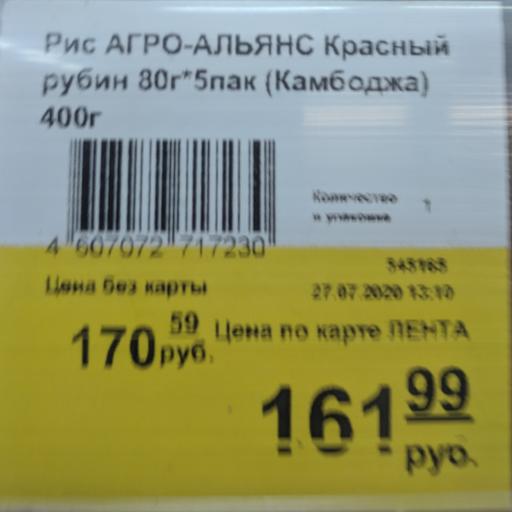 Рис АГРО-АЛЬЯНС Красный
рубин 80г*5пак (Камбоджа)
400г
Количество 1
в упаковке
4 607072 717230
Цена без карты
27.07.2020 13:10
170 59 руб.
Цена по карте ЛЕНТА
161 99 руб.